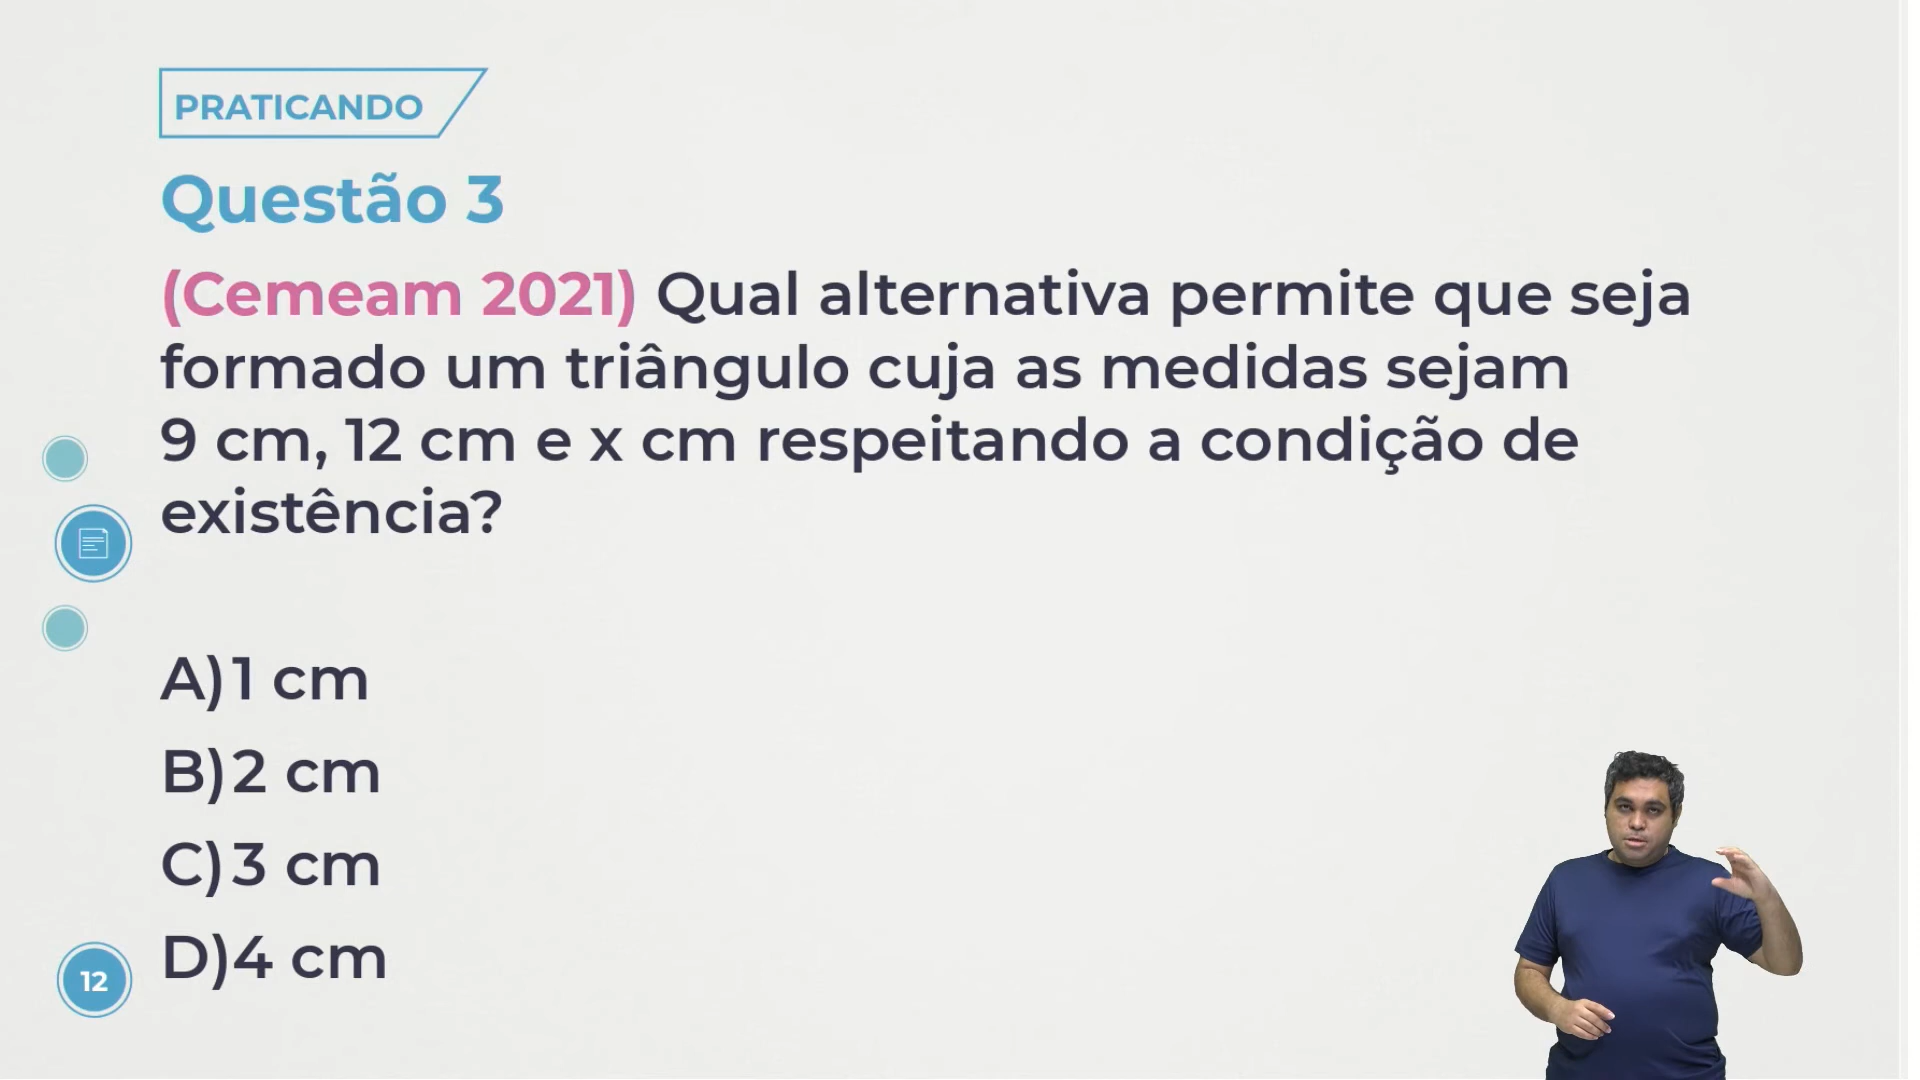 PRATICANDO
Questão 3
(Cemeam 2021) Qual alternativa permite que seja
formado um triângulo cuja as medidas sejam
9 cm, 12 cm e x cm respeitando a condição de
existência?
A) 1 cm
B) 2 cm
C) 3 cm
D) 4 cm
12